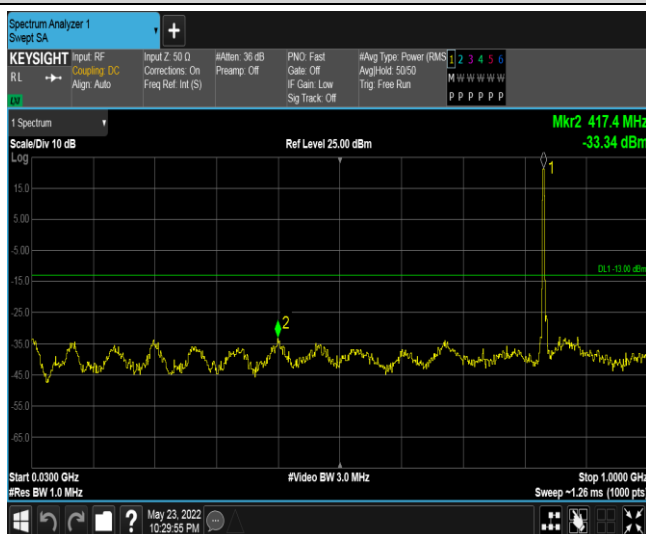 Spectrum Analyzer 1
Swept SA
+
KEYSIGHT
RL
Input: RF
Coupling: DC
Align: Auto
Input Z: 50 Ω
Corrections: On
Freq Ref: Int (S)
#Atten: 36 dB
Preamp: Off
PNO: Fast
Gate: Off
IF Gain: Low
Sig Track: Off
#Avg Type: Power (RMS
Avg|Hold: 50/50
Trig: Free Run
1 2 3 4 5 6
M W W W W W
P P P P P P
1 Spectrum
Mkr2 417.4 MHz
Scale/Div 10 dB
Ref Level 25.00 dBm
-33.34 dBm
Log
1
15.0
5.00
-5.00
DL1 -13.00 dBm
-15.0
-25.0
2
-35.0
-45.0
-55.0
-65.0
Start 0.0300 GHz
#Video BW 3.0 MHz
Stop 1.0000 GHz
#Res BW 1.0 MHz
Sweep ~1.26 ms (1000 pts)
?
May 23, 2022
10:29:55 PM